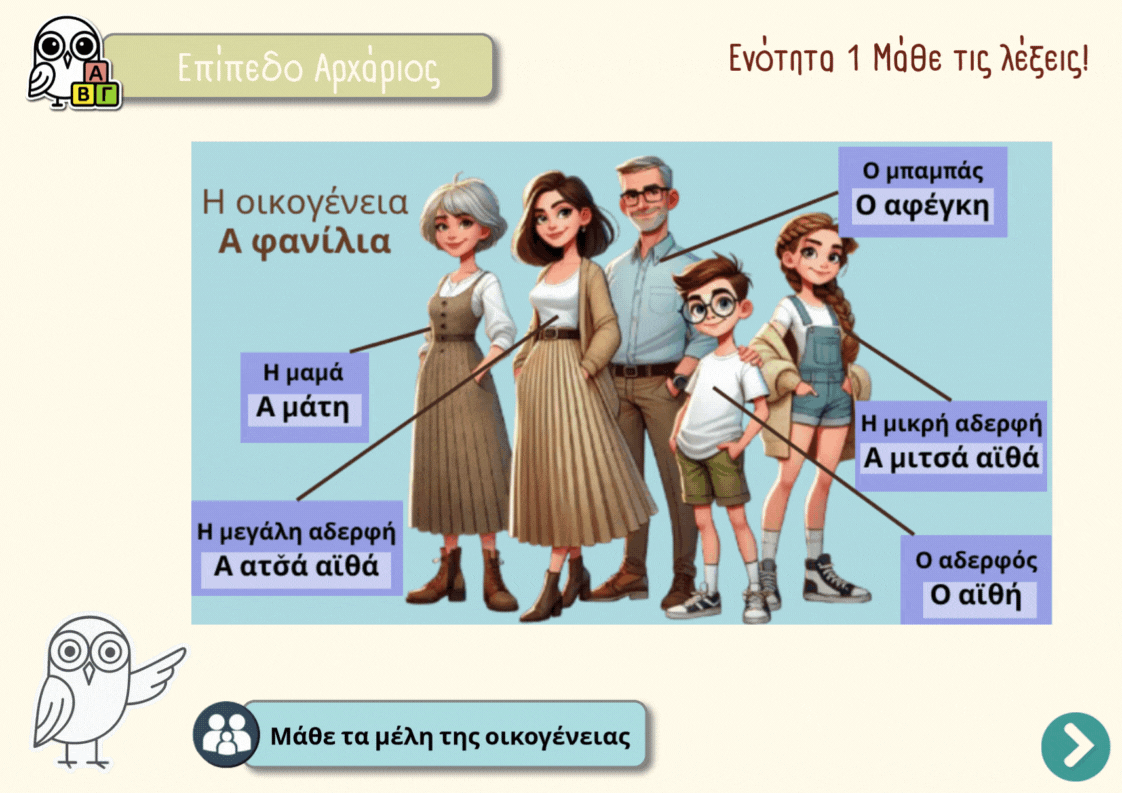 Α
Β Γ
Επίπεδο Αρχάριος
Ενότητα 1 Μάθε τις λέξεις!
Η οικογένεια
Α φανίλια
Ο μπαμπάς
Ο αφέγκη
Η μαμά
Α μάτη
Η μικρή αδερφή
Α μιτσά αϊθά
Η μεγάλη αδερφή
Α ατσ̌ά αϊθά
Ο αδερφός
Ο αϊθή
Μάθε τα μέλη της οικογένειας